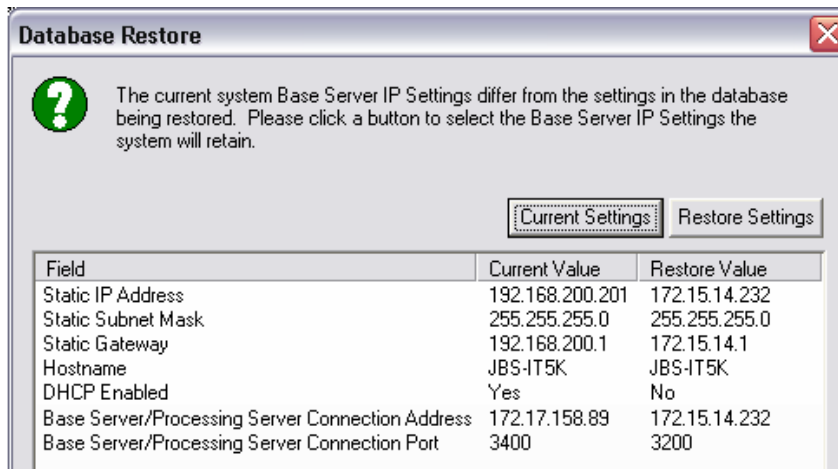 Database Restore
The current system Base Server IP Settings differ from the settings in the database
being restored. Please click a button to select the Base Server IP Settings the
system will retain.
Current Settings Restore Settings
Field Current Value Restore Value
Static IP Address 192.168.200.201 172.15.14.232
Static Subnet Mask 255.255.255.0 255.255.255.0
Static Gateway 192.168.200.1 172.15.14.1
Hostname JBS-IT5K JBS-IT5K
DHCP Enabled Yes No
Base Server/Processing Server Connection Address 172.17.158.89 172.15.14.232
Base Server/Processing Server Connection Port 3400 3200